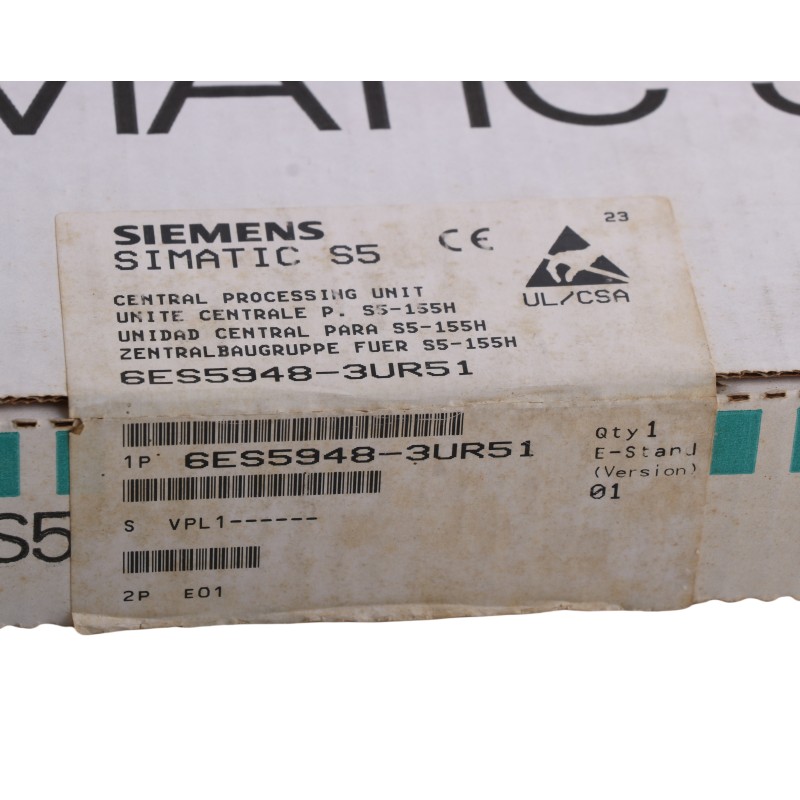 MATIC S
SIEMENS
SIMATIC S5
CE
23
UL/CSA
CENTRAL PROCESSING UNIT
UNITE CENTRALE P. S5-155H
UNIDAD CENTRAL PARA S5-155H
ZENTRALBAUGRUPPE FUER S5-155H
6ES5948-3UR51
1P 6ES5948-3UR51
Qty 1
E-Stand
(Version)
01
S VPL1------
2P E01
S5